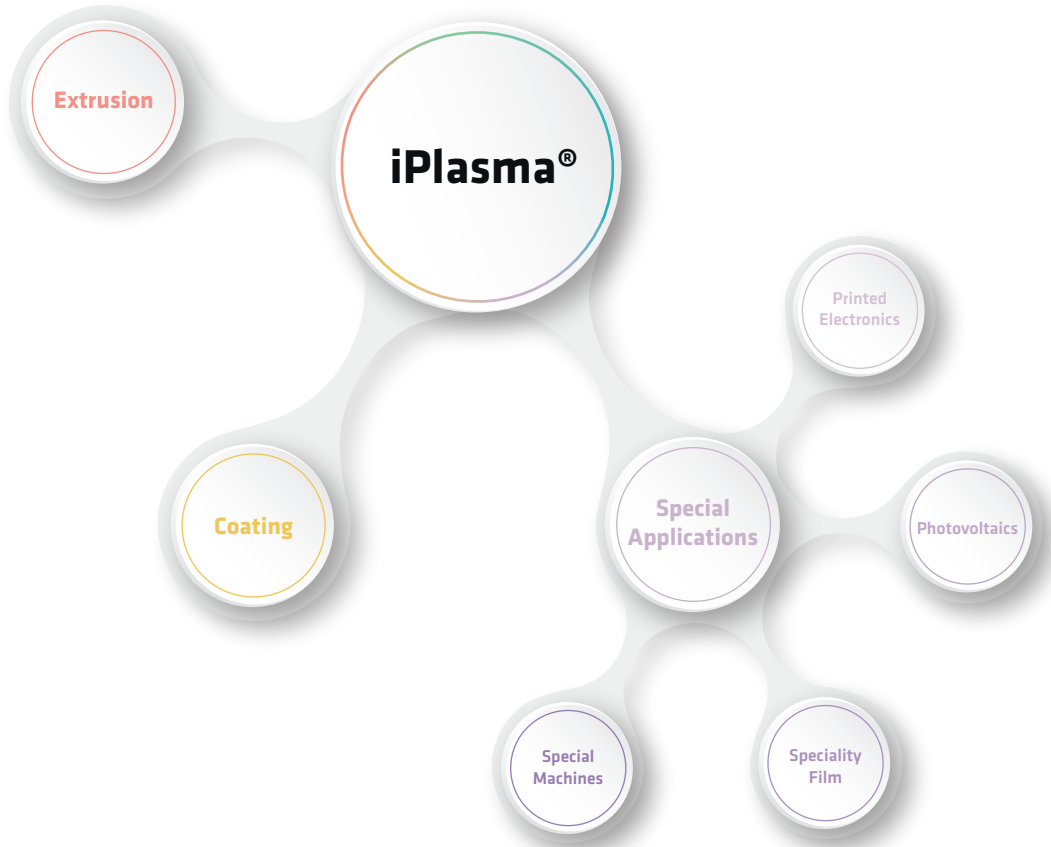 Extrusion
iPlasma®
Printed
Electronics
Coating
Special
Applications
Photovoltaics
Special
Machines
Speciality
Film